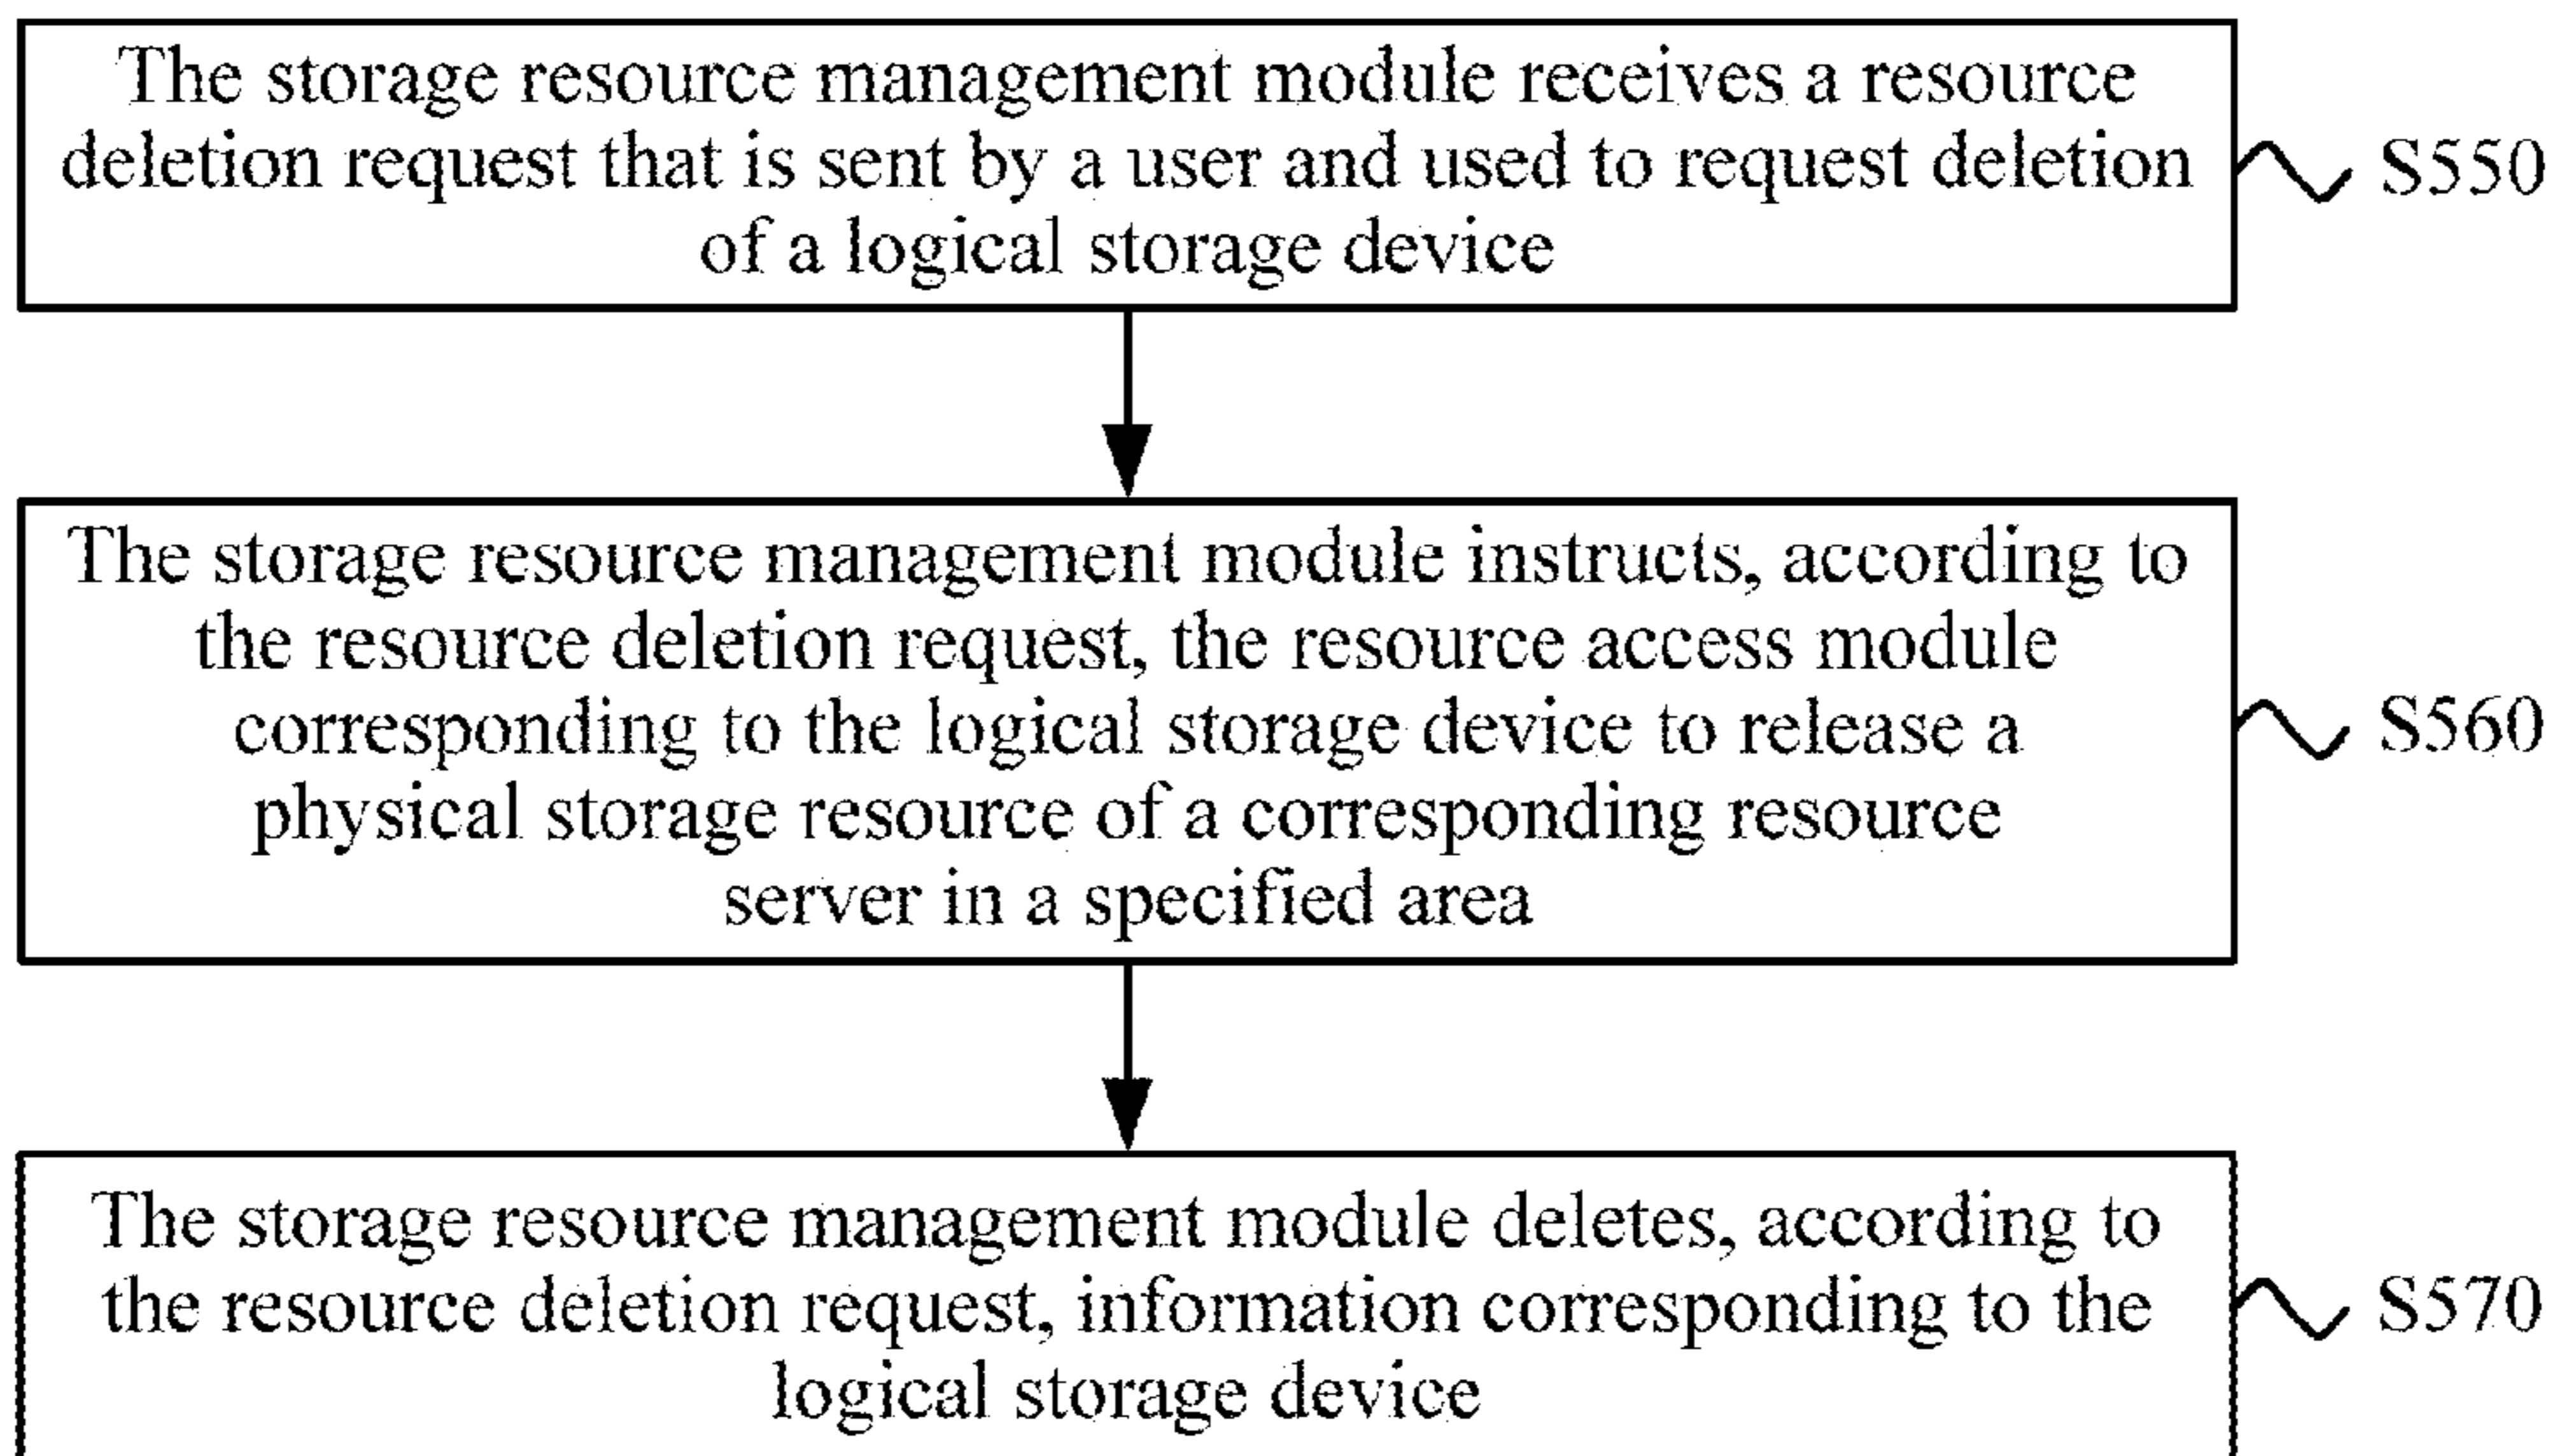 The storage resource management module receives a resource
deletion request that is sent by a user and used to request deletion
of a logical storage device
S550
The storage resource management module instructs, according to
the resource deletion request, the resource access module
corresponding to the logical storage device to release a
physical storage resource of a corresponding resource
server in a specified area
S560
The storage resource management module deletes, according to
the resource deletion request, information corresponding to the
logical storage device
S570